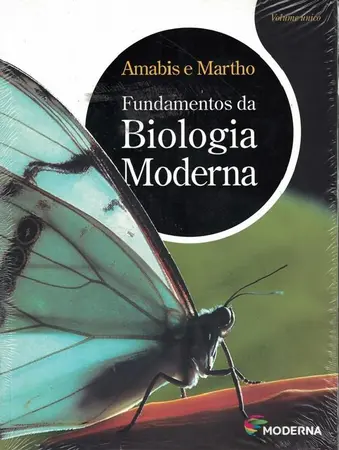 Volume único
Amabis e Martho
Fundamentos da
Biologia
Moderna
MODERNA